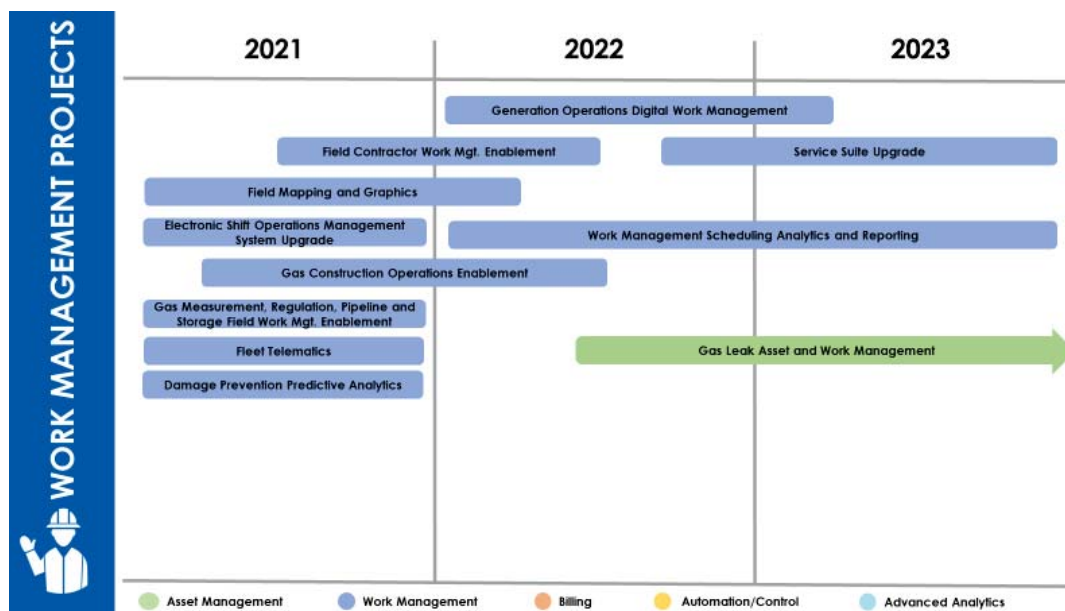 WORK MANAGEMENT PROJECTS
2021
2022
2023
Generation Operations Digital Work Management
Field Contractor Work Mgt. Enablement
Service Suite Upgrade
Field Mapping and Graphics
Electronic Shift Operations Management
System Upgrade
Work Management Scheduling Analytics and Reporting
Gas Construction Operations Enablement
Gas Measurement, Regulation, Pipeline and
Storage Field Work Mgt. Enablement
Fleet Telematics
Gas Leak Asset and Work Management
Damage Prevention Predictive Analytics
Asset Management
Work Management
Billing
Automation/Control
Advanced Analytics